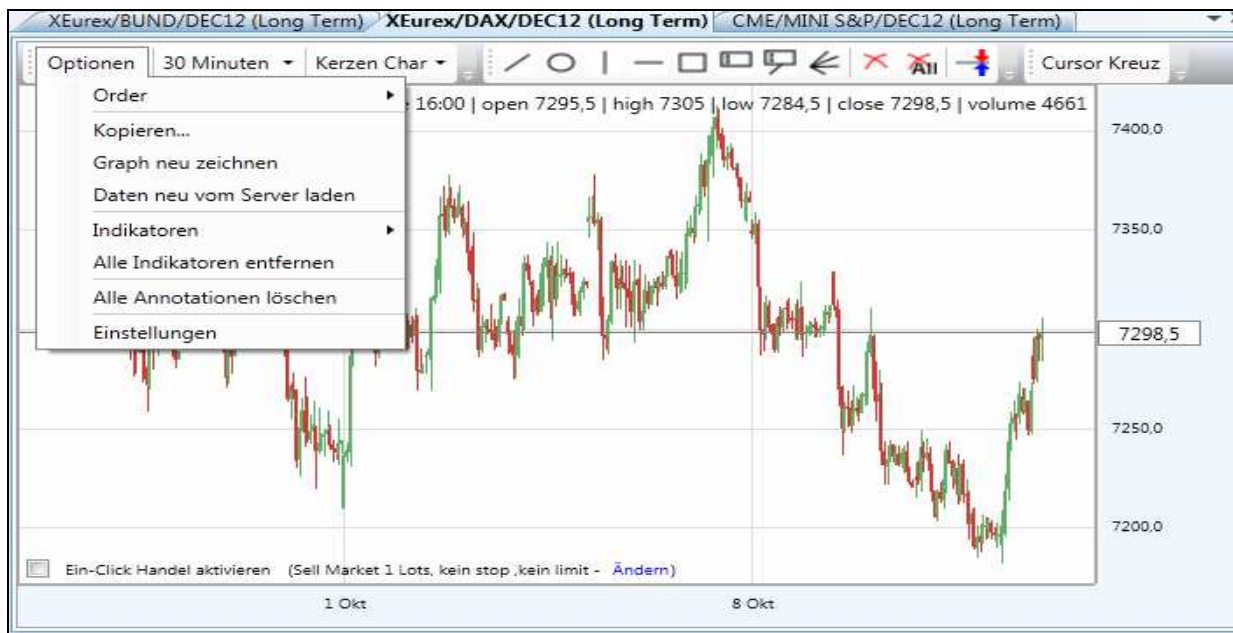 XEurex/BUND/DEC12 (Long Term) XEurex/DAX/DEC12 (Long Term) CME/MINI S&P/DEC12 (Long Term)
Optionen 30 Minuten Kerzen Char All Cursor Kreuz
Order
16:00 | open 7295,5 | high 7305 | low 7284,5 | close 7298,5 | volume 4661
Kopieren...
Graph neu zeichnen
Daten neu vom Server laden
Indikatoren
Alle Indikatoren entfernen
Alle Annotationen löschen
Einstellungen
7400,0
7350,0
7298,5
7250,0
7200,0
Ein-Click Handel aktivieren (Sell Market 1 Lots, kein stop ,kein limit - Ändern)
1 Okt 8 Okt